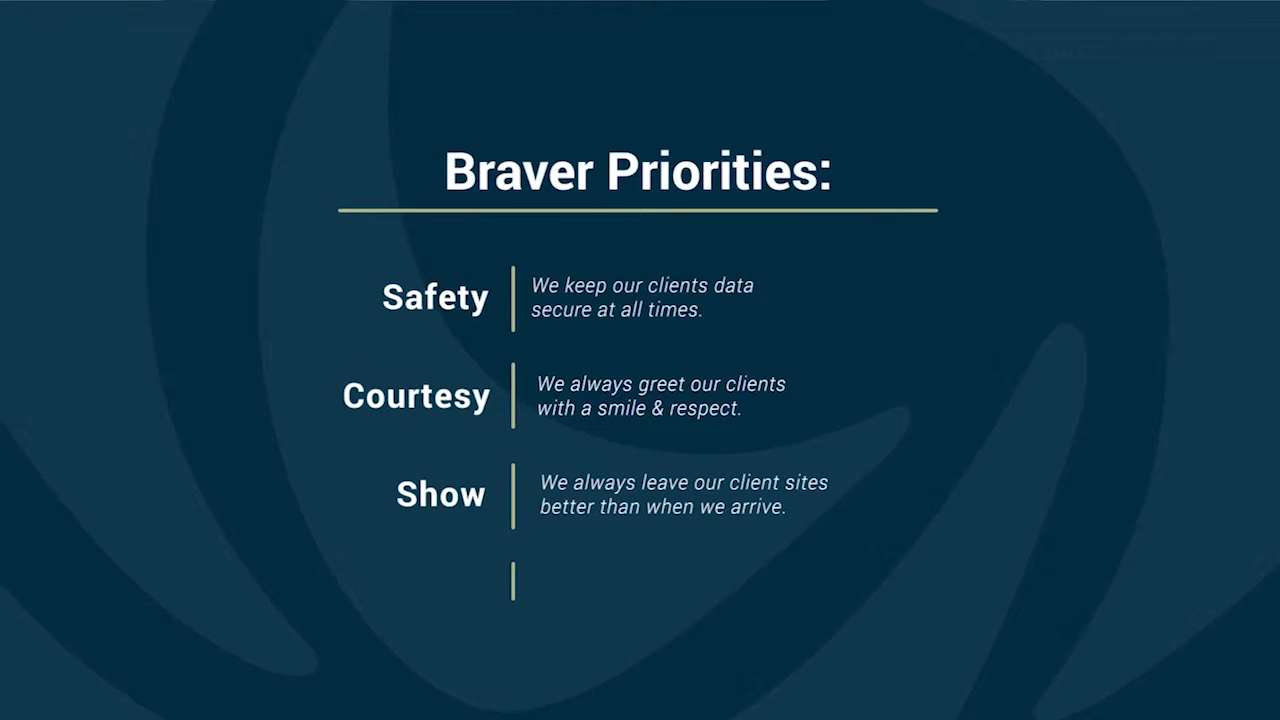 Braver Priorities:
Safety
We keep our clients data
secure at all times.
Courtesy
We always greet our clients
with a smile & respect.
Show
We always leave our client sites
better than when we arrive.